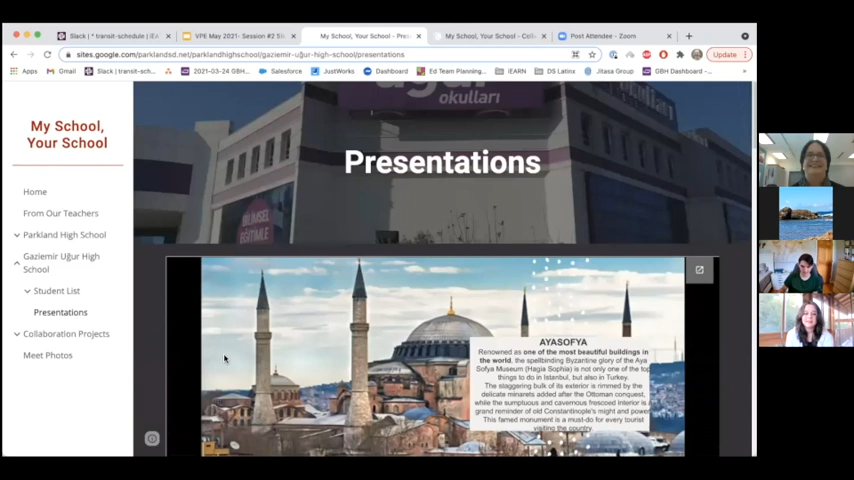 Slack | * transit-schedule | iEA
VPE May 2021- Session #2 Sli
My School, Your School - Pres
My School, Your School - Coll
Post Attendee - Zoom
sites.google.com/parklandsd.net/parklandhighschool/gaziemir-uğur-high-school/presentations
Update
Apps
Gmail
Slack | transit-sch...
2021-03-24 GBH...
Salesforce
JustWorks
Dashboard
Ed Team Planning...
iEARN
DS Latinx
Jitasa Group
GBH Dashboard -...
»
My School,
Your School
Home
From Our Teachers
Parkland High School
Gaziemir Uğur High
School
Student List
Presentations
Collaboration Projects
Meet Photos
uğur
okulları
Presentations
BİLİMSEL
EĞİTİMLE
AYASOFYA
Renowned as one of the most beautiful buildings in
the world, the spellbinding Byzantine glory of the Aya
Sofya Museum (Hagia Sophia) is not only one of the top
things to do in Istanbul, but also in Turkey.
The staggering bulk of its exterior is rimmed by the
delicate minarets added after the Ottoman conquest,
while the sumptuous and cavernous frescoed interior is a
grand reminder of old Constantinople's might and power
This famed monument is a must-do for every tourist
visiting the country.